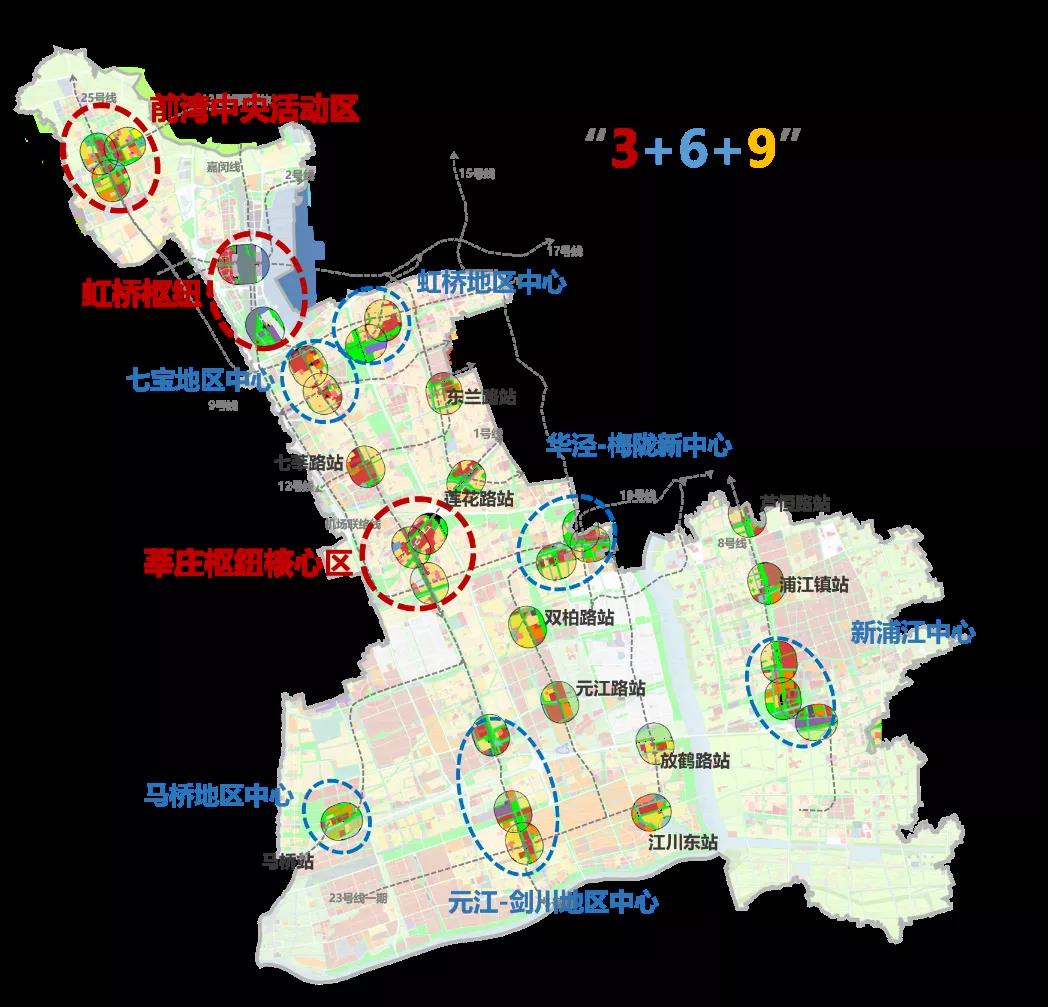 25号线
前湾中央活动区
“3+6+9”
嘉闵线
2号线
15号线
17号线
虹桥地区中心
虹桥枢纽
七宝地区中心
9号线
东兰路站
1号线
华泾-梅陇新中心
七莘路站
12号线
莲花路站
19号线
机场联络线
芦恒路站
8号线
莘庄枢纽核心区
浦江镇站
双柏路站
新浦江中心
元江路站
放鹤路站
马桥地区中心
江川东站
马桥站
23号线一期
元江-剑川地区中心